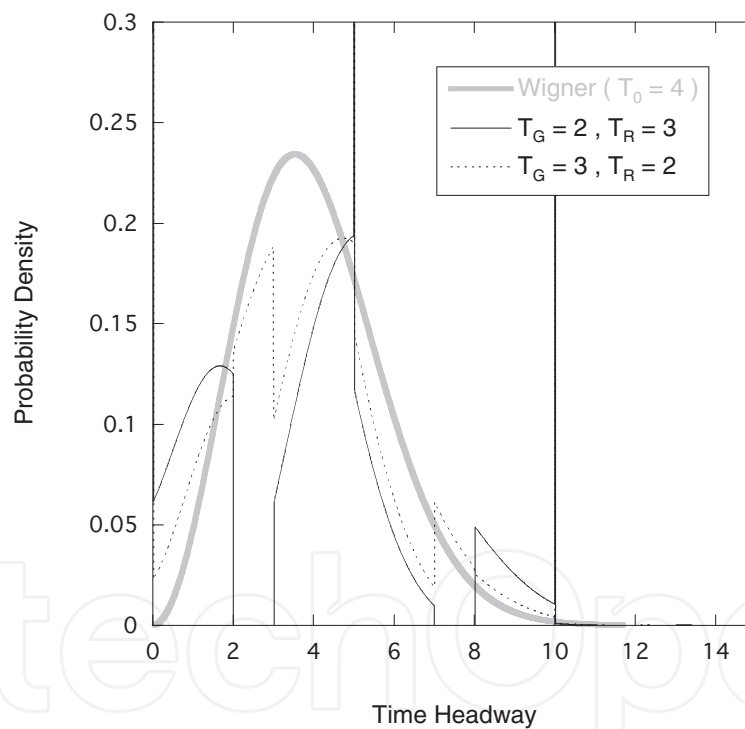 0.3
0.25
0.2
0.15
0.1
0.05
0
Probability Density
Wigner ( T0 = 4 )
TG = 2 , TR = 3
TG = 3 , TR = 2
0 2 4 6 8 10 12 14
Time Headway
techOpe